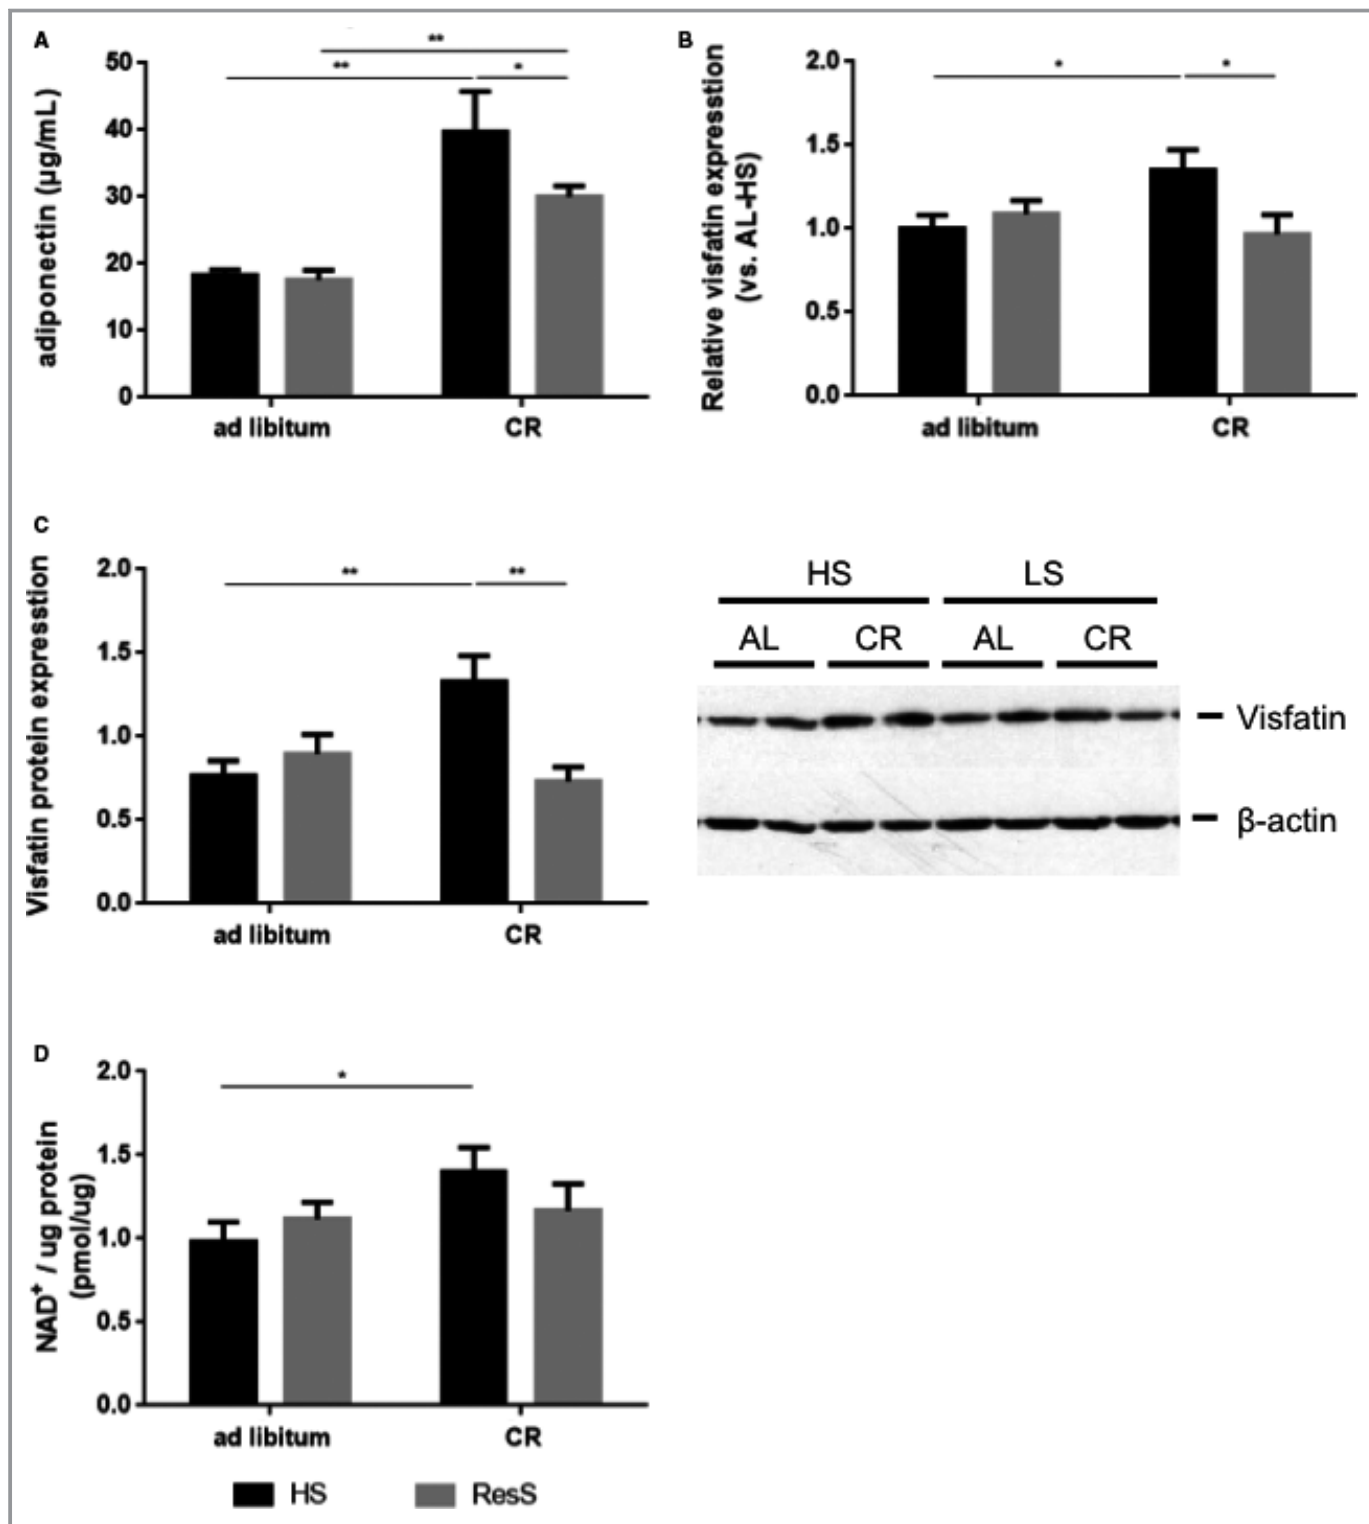 A
**
**
*
50
40
30
20
10
0
adiponectin (µg/mL)
ad libitum
CR
B
*
*
2.0
1.5
1.0
0.5
0.0
Relative visfatin expresstion
(vs. AL-HS)
ad libitum
CR
C
**
**
2.0
1.5
1.0
0.5
0.0
Visfatin protein expression
ad libitum
CR
HS LS
AL CR AL CR
Visfatin
β-actin
D
*
2.0
1.5
1.0
0.5
0.0
NAD⁺ / ug protein
(pmol/ug)
ad libitum
CR
HS ResS